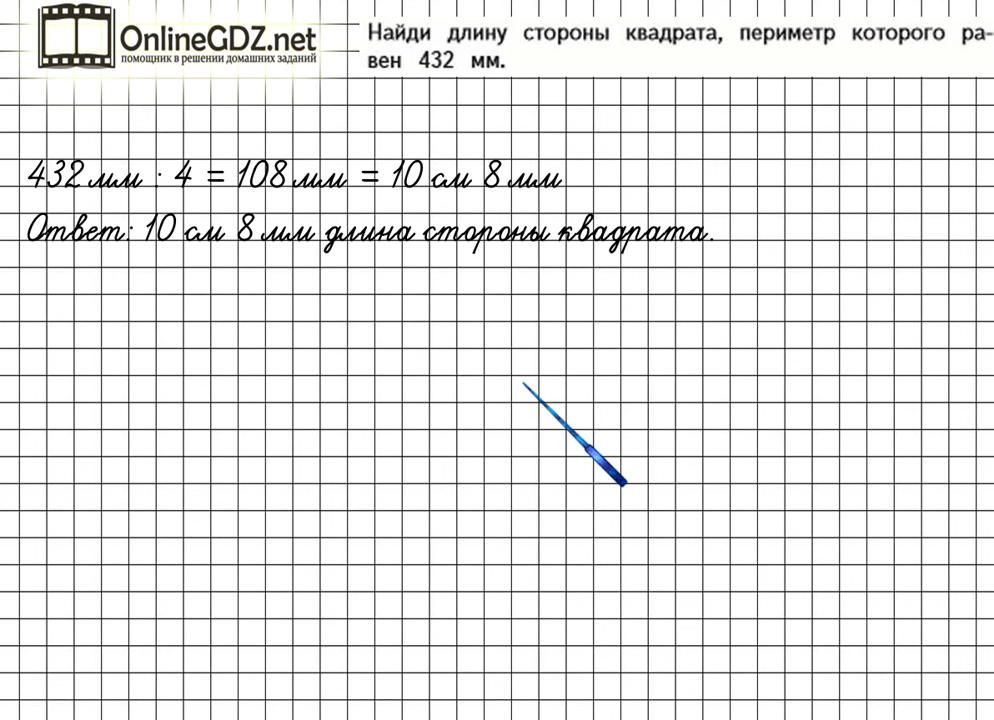 OnlineGDZ.net
помощник в решении домашних заданий
Найди длину стороны квадрата, периметр которого ра-
вен 432 мм.
432 мм : 4 = 108 мм = 10 см 8 мм
Ответ: 10 см 8 мм длина стороны квадрата.